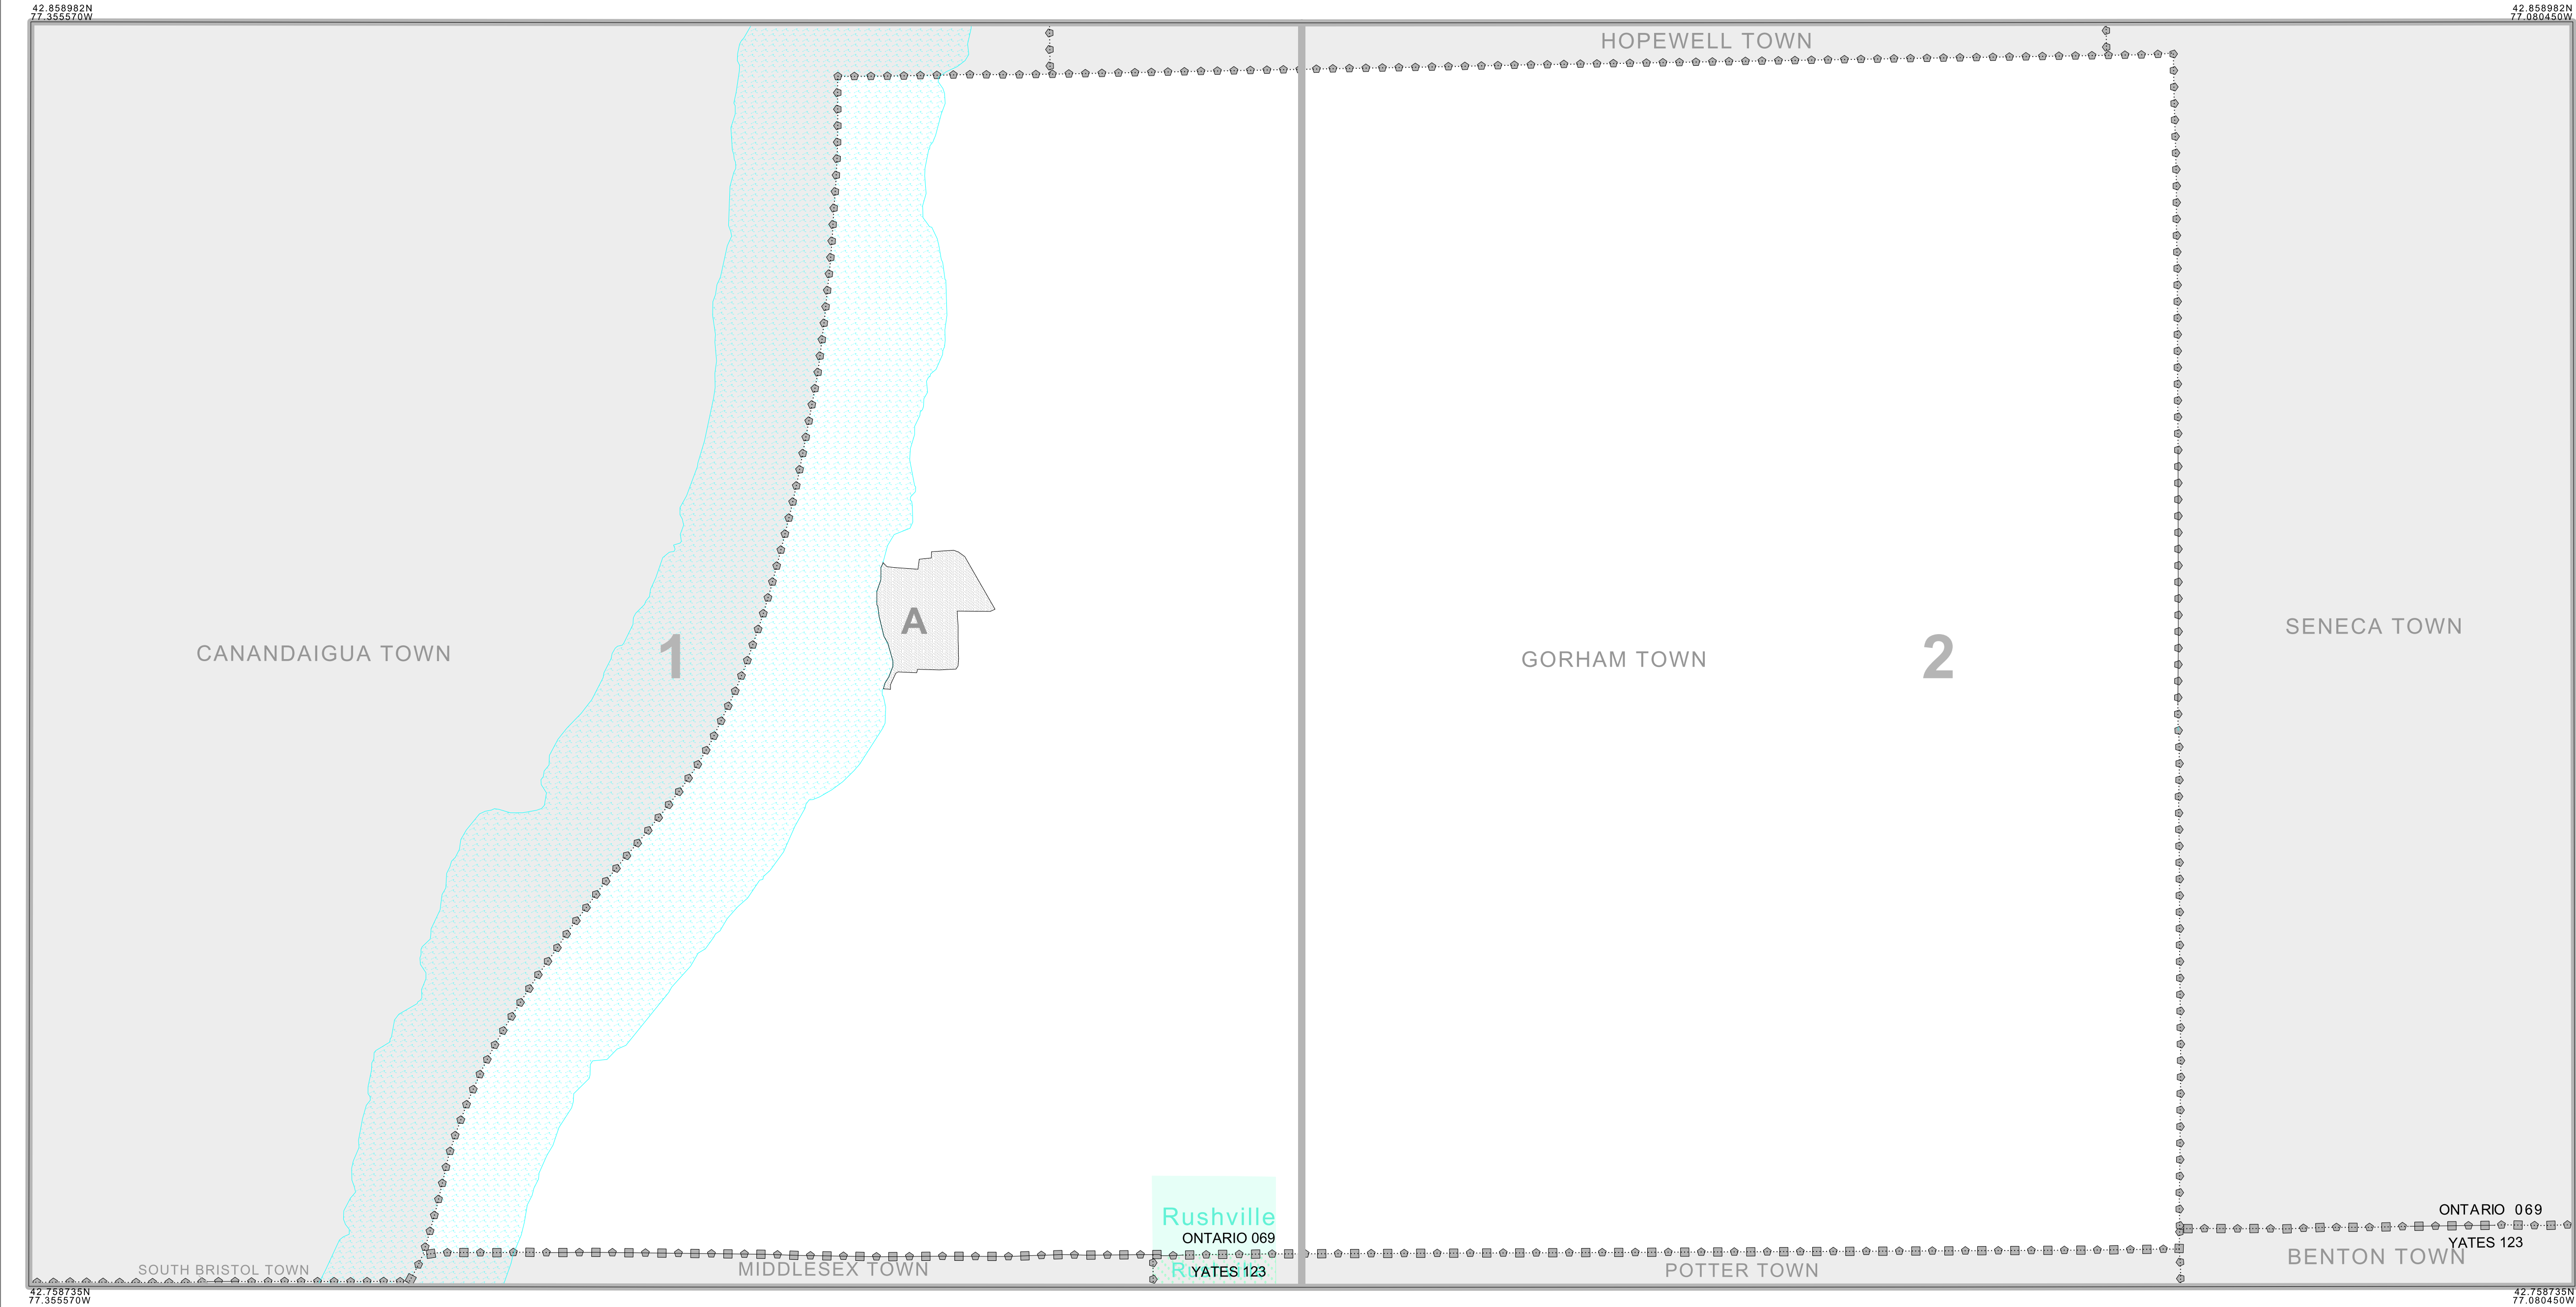 42.858982N
77.355570W
42.858982N
77.080450W
HOPEWELL TOWN
A
CANANDAIGUA TOWN
1
GORHAM TOWN
2
SENECA TOWN
Rushville
ONTARIO 069
YATES 123
Rushville
ONTARIO 069
YATES 123
BENTON TOWN
SOUTH BRISTOL TOWN
MIDDLESEX TOWN
POTTER TOWN
42.758735N
77.355570W
42.758735N
77.080450W